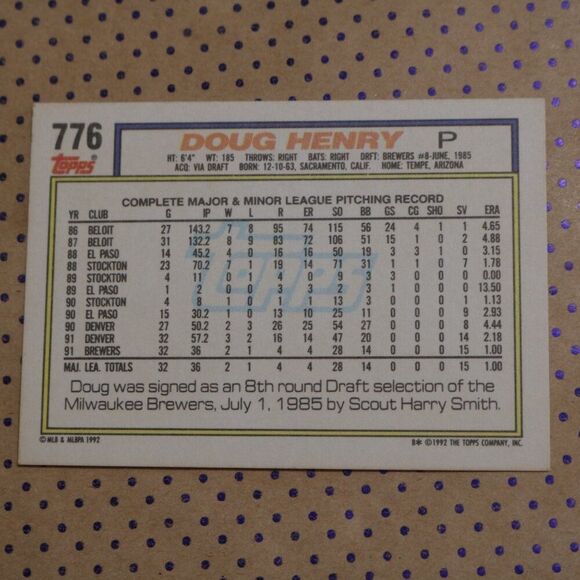 776 DOUG HENRY P
Topps HT: 6'4" WT: 185 THROWS: RIGHT BATS: RIGHT DRFT: BREWERS #8-JUNE, 1985
ACQ: VIA DRAFT BORN: 12-10-63, SACRAMENTO, CALIF. HOME: TEMPE, ARIZONA
COMPLETE MAJOR & MINOR LEAGUE PITCHING RECORD
YR CLUB G IP W L R ER SO BB GS CG SHO SV ERA
86 BELOIT 27 143.2 7 8 95 74 115 56 24 4 1 1 4.65
87 BELOIT 31 132.2 8 9 83 72 106 51 15 1 0 2 4.88
88 EL PASO 14 45.2 4 0 16 50 19 3 3 1 0 3.15
88 STOCKTON 23 70.2 7 1 19 14 71 31 1 0 0 7 1.78
89 STOCKTON 4 11 0 1 4 0 9 3 3 0 0 0 0.00
89 EL PASO 1 2 0 0 3 3 2 3 1 0 0 0 13.50
90 STOCKTON 4 8 1 0 1 1 13 3 0 0 0 1 1.13
90 EL PASO 15 30.2 1 0 13 10 25 11 0 0 0 9 2.93
90 DENVER 27 50.2 2 3 26 25 54 27 0 0 0 8 4.44
91 DENVER 32 57.2 3 2 16 14 47 20 0 0 0 14 2.18
91 BREWERS 32 36 2 1 4 4 28 14 0 0 0 15 1.00
MAJ. LEA. TOTALS 32 36 2 1 4 4 28 14 0 0 0 15 1.00
Doug was signed as an 8th round Draft selection of the
Milwaukee Brewers, July 1, 1985 by Scout Harry Smith.
©MLB & MLBPA 1992 B* ©1992 THE TOPPS COMPANY, INC.